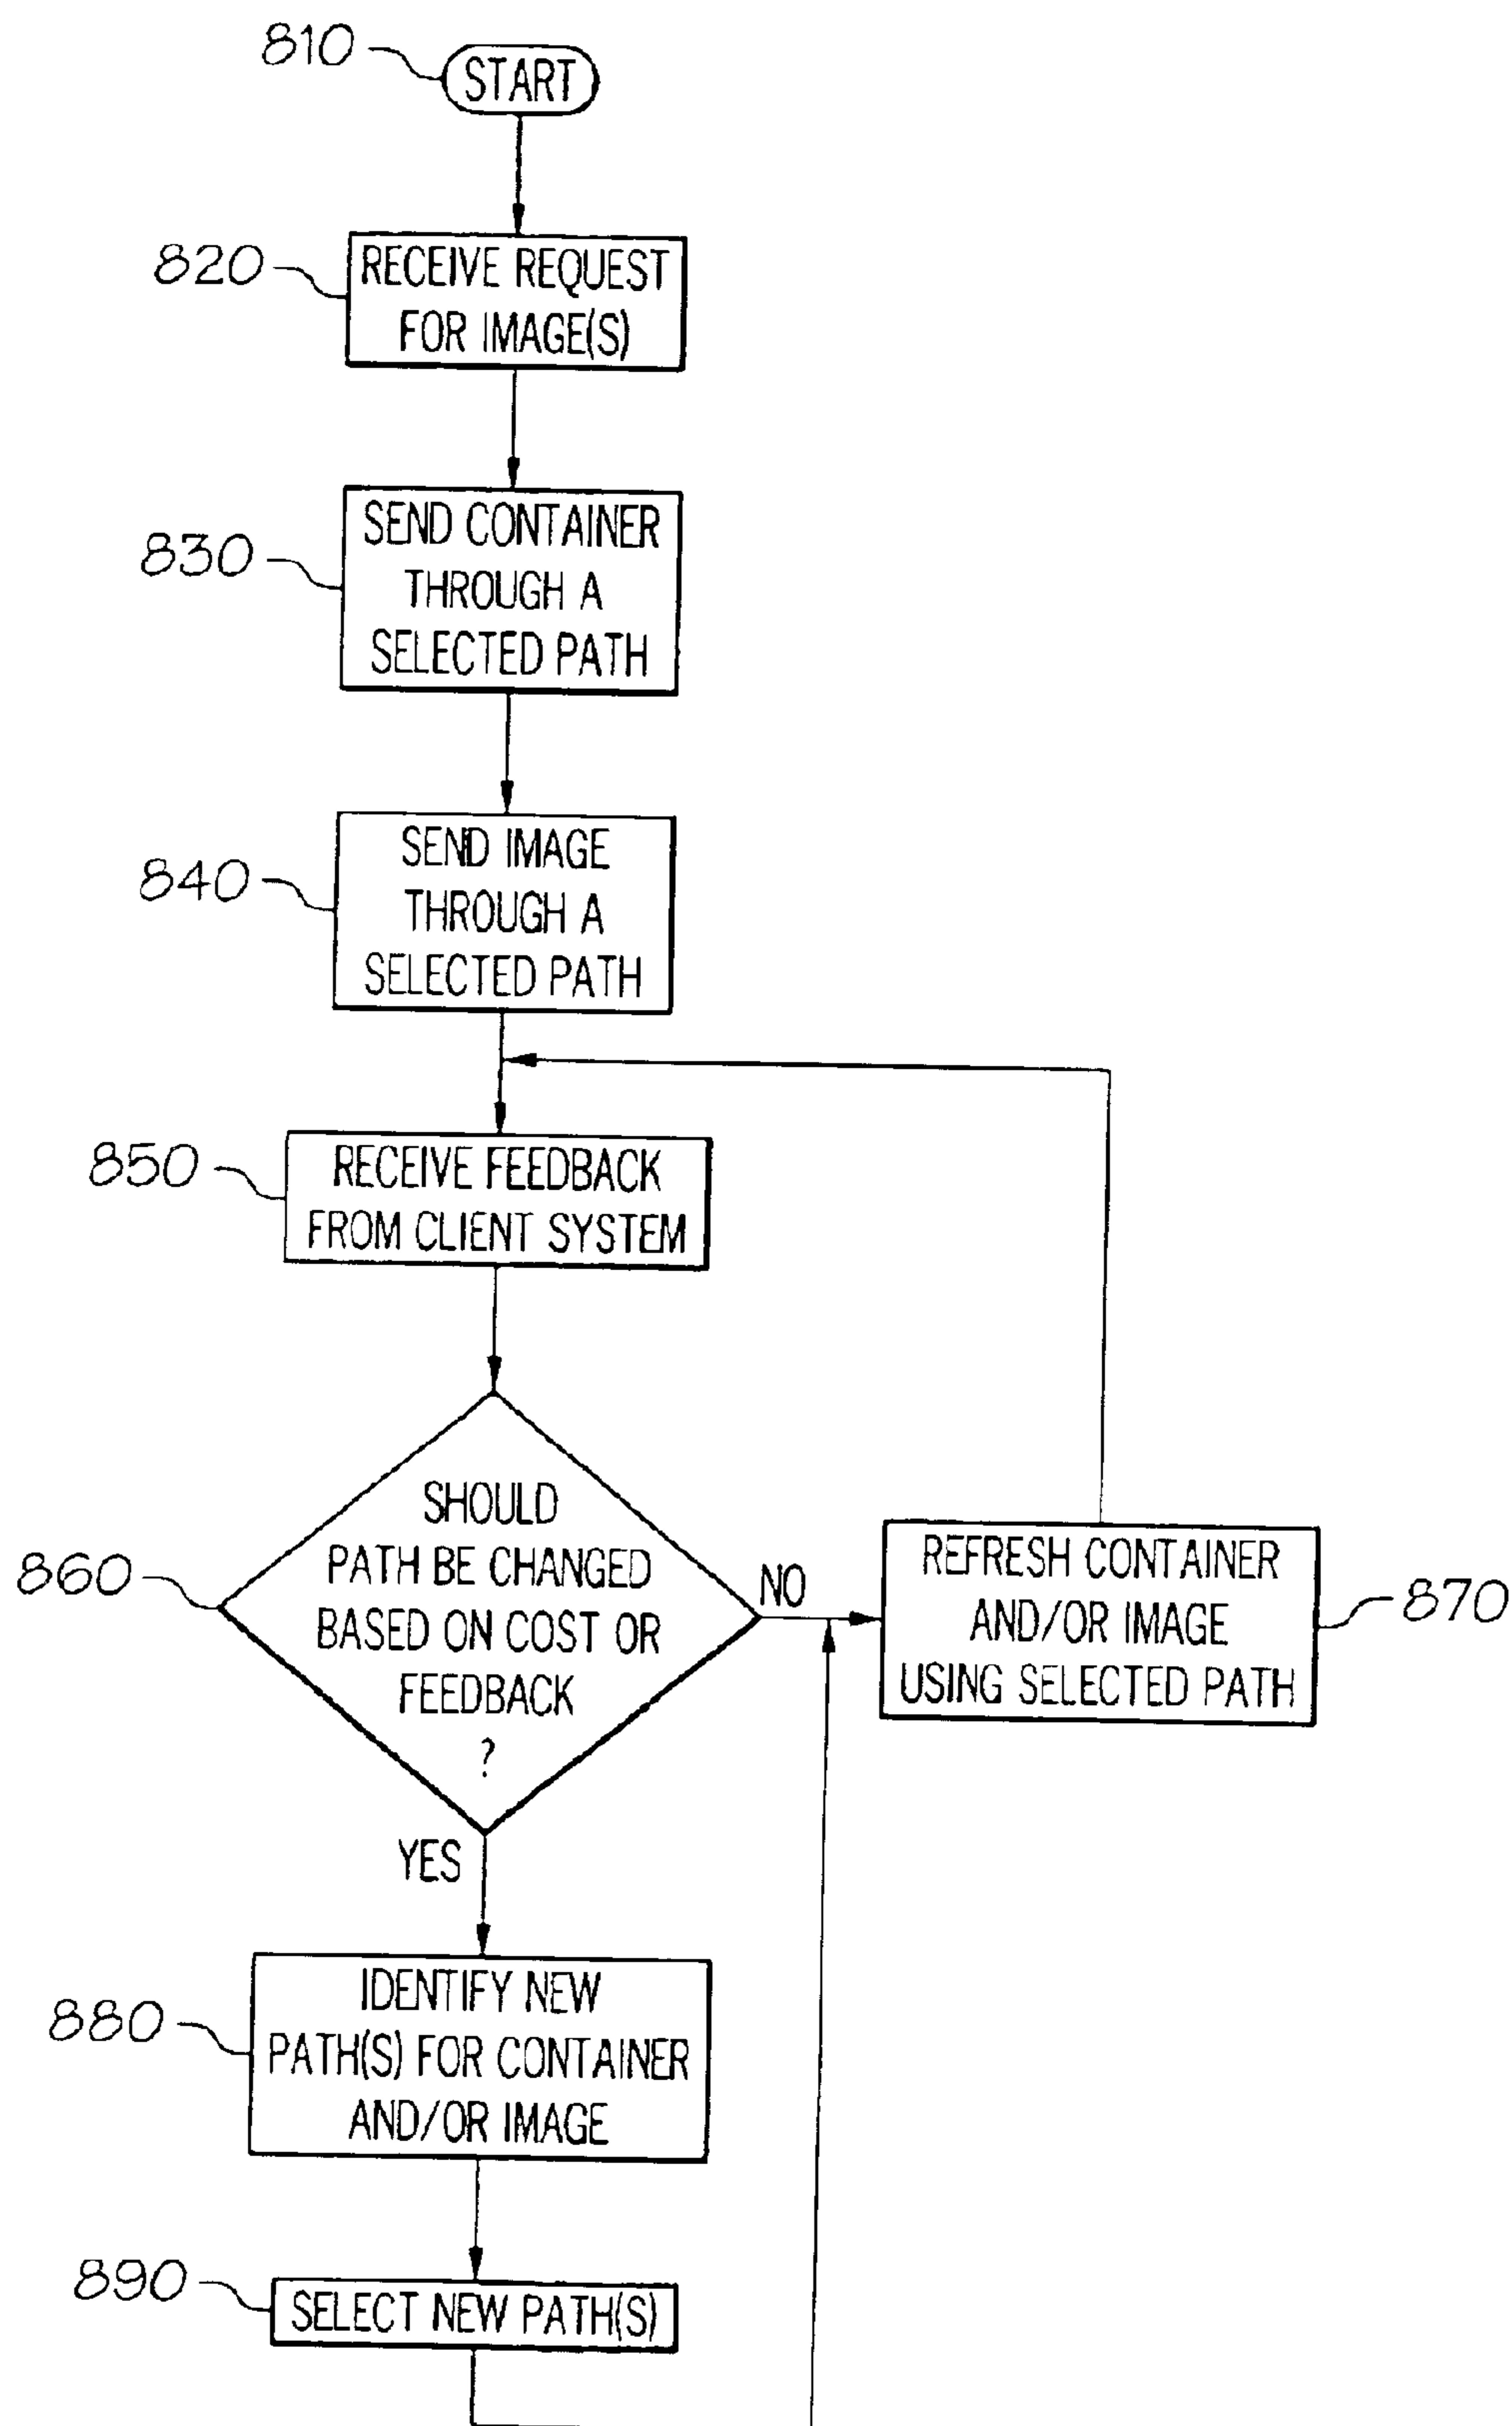 810
START
820
RECEIVE REQUEST
FOR IMAGE(S)
830
SEND CONTAINER
THROUGH A
SELECTED PATH
840
SEND IMAGE
THROUGH A
SELECTED PATH
850
RECEIVE FEEDBACK
FROM CLIENT SYSTEM
860
SHOULD
PATH BE CHANGED
BASED ON COST OR
FEEDBACK
?
NO
REFRESH CONTAINER
AND/OR IMAGE
USING SELECTED PATH
870
YES
880
IDENTIFY NEW
PATH(S) FOR CONTAINER
AND/OR IMAGE
890
SELECT NEW PATH(S)